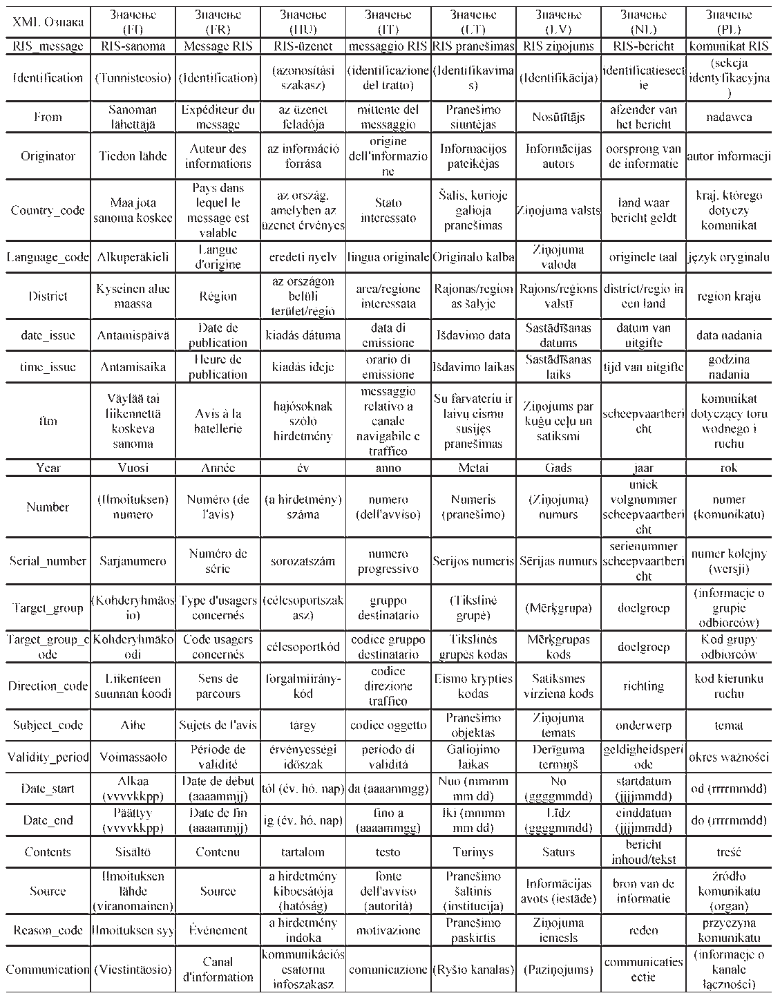 XML Ознака | Значење (FI) | Значење (FR) | Значење (HU) | Значење (IT) | Значење (LT) | Значење (LV) | Значење (NL) | Значење (PL)
RIS_message | RIS-sanoma | Message RIS | RIS-üzenet | messaggio RIS | RIS pranešimas | RIS ziņojums | RIS-bericht | komunikat RIS
Identification | (Tunnisteosio) | (Identification) | (azonosítási szakasz) | (identificazione del tratto) | (Identifikavimas) | (Identifikācija) | identificatiesectie | (sekcja identyfikacyjna)
From | Sanoman lähettäjä | Expéditeur du message | az üzenet feladója | mittente del messaggio | Pranešimo siuntėjas | Nosūtītājs | afzender van het bericht | nadawca
Originator | Tiedon lähde | Auteur des informations | az információ forrása | origine dell'informazione | Informacijos pateikėjas | Informācijas autors | oorsprong van de informatie | autor informacji
Country_code | Maa jota sanoma koskee | Pays dans lequel le message est valable | az ország, amelyben az üzenet érvényes | Stato interessato | Šalis, kurioje galioja pranešimas | Ziņojuma valsts | land waar bericht geldt | kraj, którego dotyczy komunikat
Language_code | Alkuperäkieli | Langue d'origine | eredeti nyelv | lingua originale | Originalo kalba | Ziņojuma valoda | originele taal | język oryginału
District | Kyseinen alue maassa | Région | az országon belüli terület/régió | area/regione interessata | Rajonas/regionas šalyje | Rajons/reģions valstī | district/regio in een land | region kraju
date_issue | Antamispäivä | Date de publication | kiadás dátuma | data di emissione | Išdavimo data | Sastādīšanas datums | datum van uitgifte | data nadania
time_issue | Antamisaika | Heure de publication | kiadás ideje | orario di emissione | Išdavimo laikas | Sastādīšanas laiks | tijd van uitgifte | godzina nadania
ftm | Väylää tai liikennettä koskeva sanoma | Avis à la batellerie | hajósoknak szóló hirdetmény | messaggio relativo a canale navigabile e traffico | Su farvateriu ir laivų eismu susijęs pranešimas | Ziņojums par kuģu ceļu un satiksmi | scheepvaartbericht | komunikat dotyczący toru wodnego i ruchu
Year | Vuosi | Année | év | anno | Metai | Gads | jaar | rok
Number | (Ilmoituksen) numero | Numéro (de l'avis) | (a hirdetmény) száma | numero (dell'avviso) | Numeris (pranešimo) | (Ziņojuma) numurs | uniek volgnummer scheepvaartbericht | numer (komunikatu)
Serial_number | Sarjanumero | Numéro de série | sorozatszám | numero progressivo | Serijos numeris | Sērijas numurs | serienummer scheepvaartbericht | numer kolejny (wersji)
Target_group | (Kohderyhmäosio) | Type d'usagers concernés | (célcsoportszakasz) | gruppo destinatario | (Tikslinė grupė) | (Mērķgrupa) | doelgroep | (informacje o grupie odbiorców)
Target_group_code | Kohderyhmäkoodi | Code usagers concernés | célcsoportkód | codice gruppo destinatario | Tikslinės grupės kodas | Mērķgrupas kods | doelgroep | Kod grupy odbiorców
Direction_code | Liikenteen suunnan koodi | Sens de parcours | forgalmiirány-kód | codice direzione traffico | Eismo krypties kodas | Satiksmes virziena kods | richting | kod kierunku ruchu
Subject_code | Aihe | Sujets de l'avis | tárgy | codice oggetto | Pranešimo objektas | Ziņojuma temats | onderwerp | temat
Validity_period | Voimassaolo | Période de validité | érvényességi időszak | periodo di validità | Galiojimo laikas | Derīguma termiņš | geldigheidsperiode | okres ważności
Date_start | Alkaa (vvvvkkpp) | Date de début (aaaammjj) | tól (év, hó, nap) | da (aaaammgg) | Nuo (mmmm mm dd) | No (ggggmmdd) | startdatum (jjjjmmdd) | od (rrrrmmdd)
Date_end | Päättyy (vvvvkkpp) | Date de fin (aaaammjj) | ig (év, hó, nap) | fino a (aaaammgg) | Iki (mmmm mm dd) | Līdz (ggggmmdd) | einddatum (jjjjmmdd) | do (rrrrmmdd)
Contents | Sisältö | Contenu | tartalom | testo | Turinys | Saturs | bericht inhoud/tekst | treść
Source | Ilmoituksen lähde (viranomainen) | Source | a hirdetmény kibocsátója (hatóság) | fonte dell'avviso (autorità) | Pranešimo šaltinis (institucija) | Informācijas avots (iestāde) | bron van de informatie | źródło komunikatu (organ)
Reason_code | Ilmoituksen syy | Événement | a hirdetmény indoka | motivazione | Pranešimo paskirtis | Ziņojuma iemesls | reden | przyczyna komunikatu
Communication | (Viestintäosio) | Canal d'information | kommunikációs csatorna infoszakasz | comunicazione | (Ryšio kanalas) | (Paziņojums) | communicatiesectie | (informacje o kanale łączności)